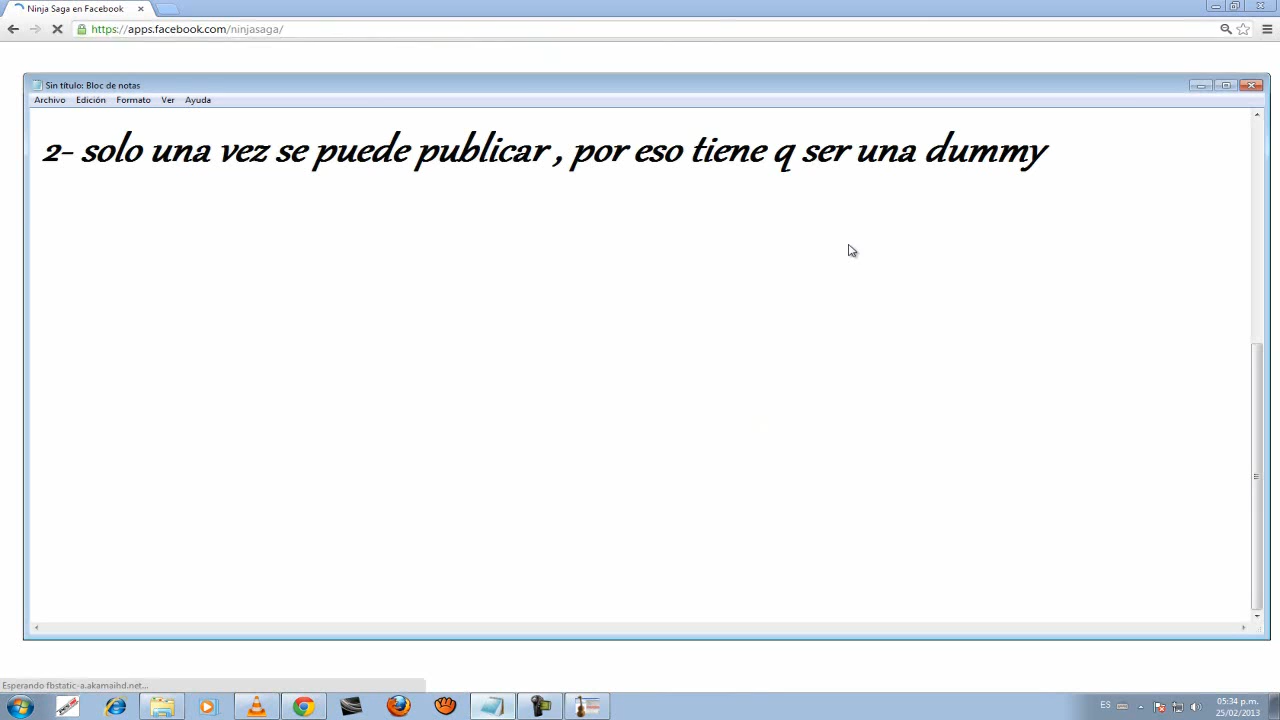 Ninja Saga en Facebook
https://apps.facebook.com/ninjasaga/
Sin título: Bloc de notas
Archivo Edición Formato Ver Ayuda
2- solo una vez se puede publicar , por eso tiene q ser una dummy
Esperando fbstatic-a.akamaihd.net...
ES
05:34 p.m.
25/02/2013